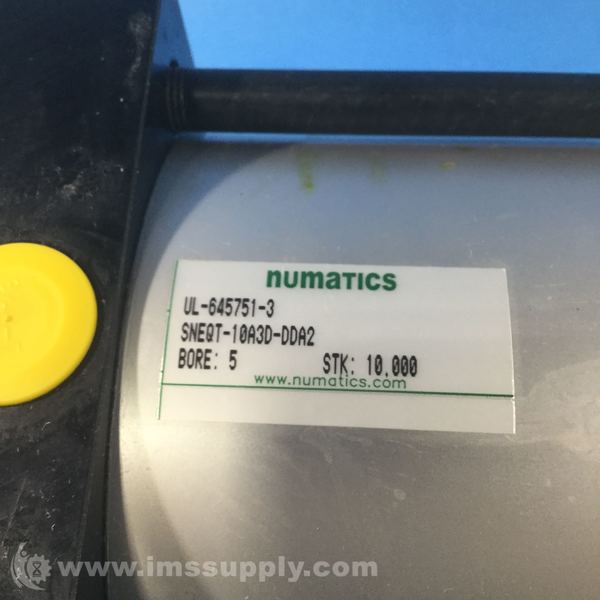 numatics
UL-645751-3
SNEQT-10A3D-DDA2
BORE: 5 STK: 10.000
www.numatics.com
www.imssupply.com